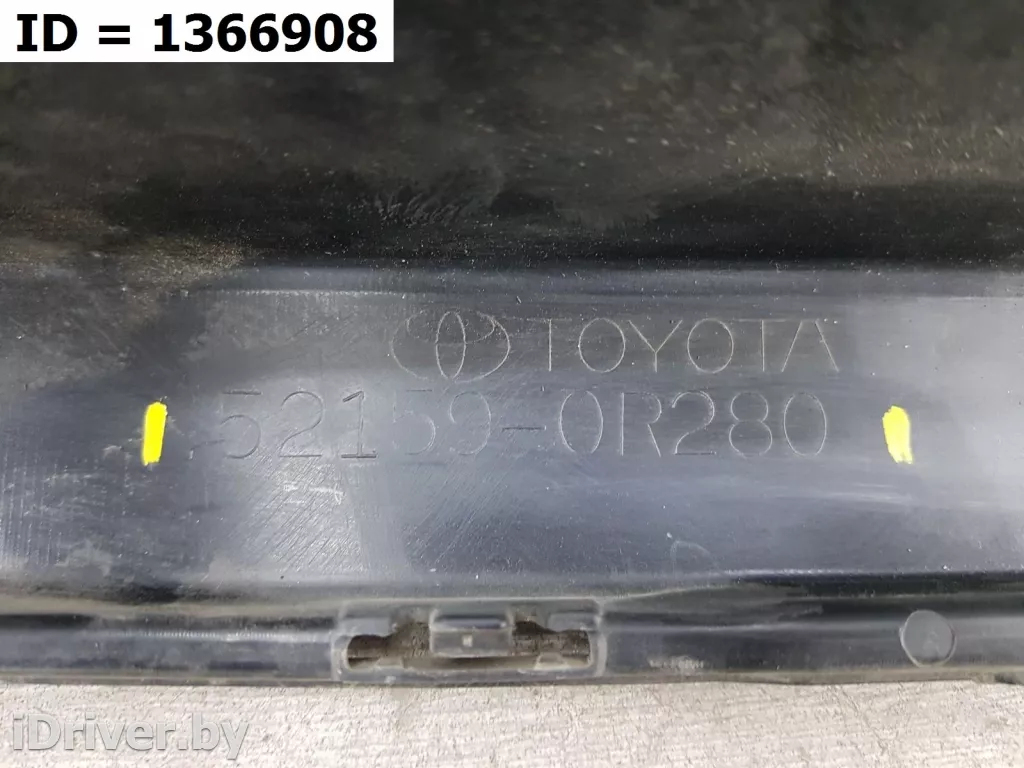 ID = 1366908
TOYOTA
52159-0R280
iDriver.by